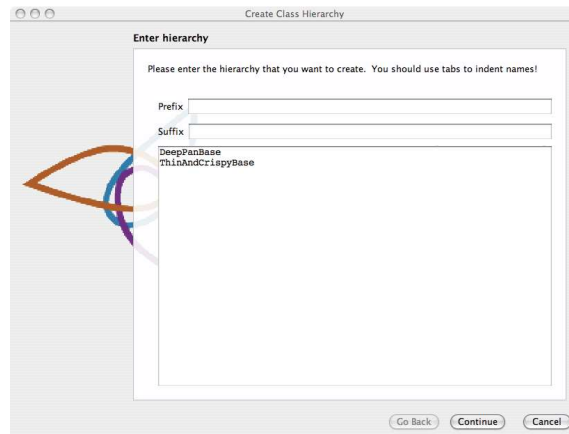 Create Class Hierarchy
Enter hierarchy
Please enter the hierarchy that you want to create. You should use tabs to indent names!
Prefix
Suffix
DeepPanBase
ThinAndCrispyBase
Go Back Continue Cancel